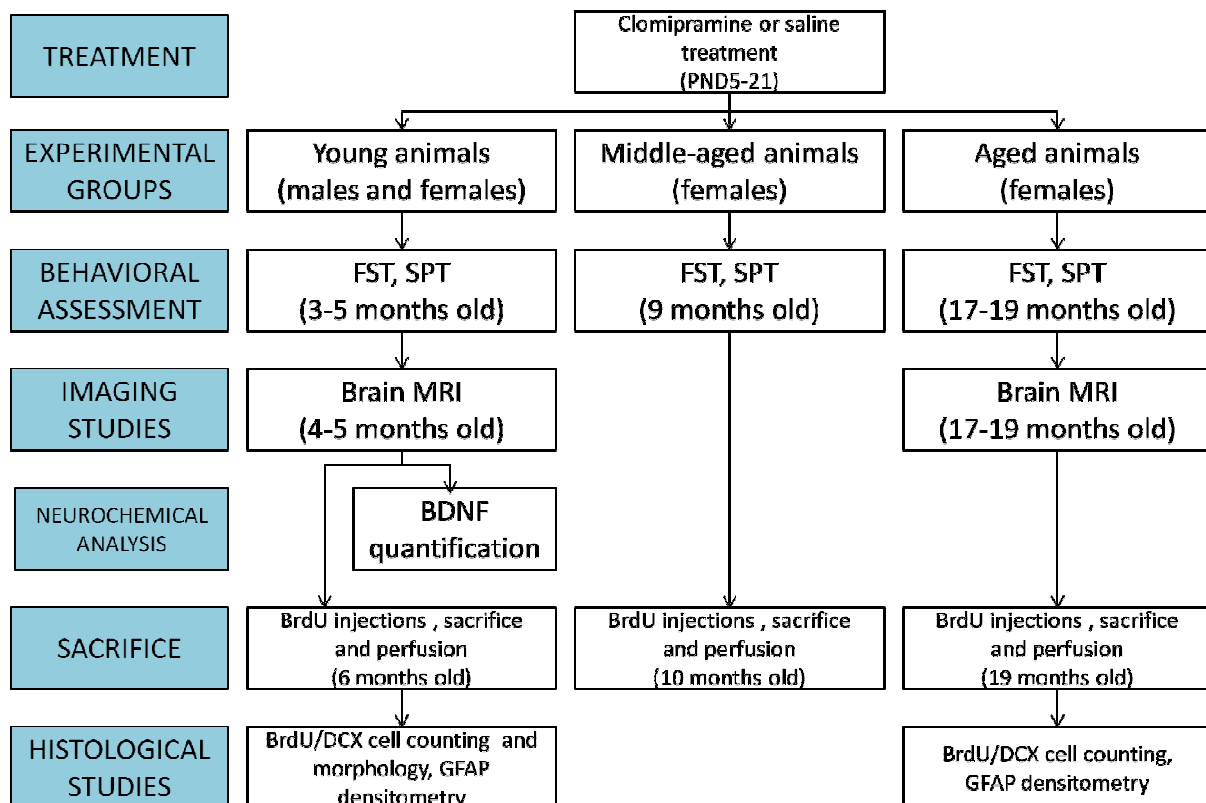 TREATMENT
Clomipramine or saline
treatment
(PND5-21)
EXPERIMENTAL
GROUPS
Young animals
(males and females)
Middle-aged animals
(females)
Aged animals
(females)
BEHAVIORAL
ASSESSMENT
FST, SPT
(3-5 months old)
FST, SPT
(9 months old)
FST, SPT
(17-19 months old)
IMAGING
STUDIES
Brain MRI
(4-5 months old)
Brain MRI
(17-19 months old)
NEUROCHEMICAL
ANALYSIS
BDNF
quantification
SACRIFICE
BrdU injections , sacrifice
and perfusion
(6 months old)
BrdU injections , sacrifice
and perfusion
(10 months old)
BrdU injections , sacrifice
and perfusion
(19 months old)
HISTOLOGICAL
STUDIES
BrdU/DCX cell counting and
morphology, GFAP
densitometry
BrdU/DCX cell counting,
GFAP densitometry